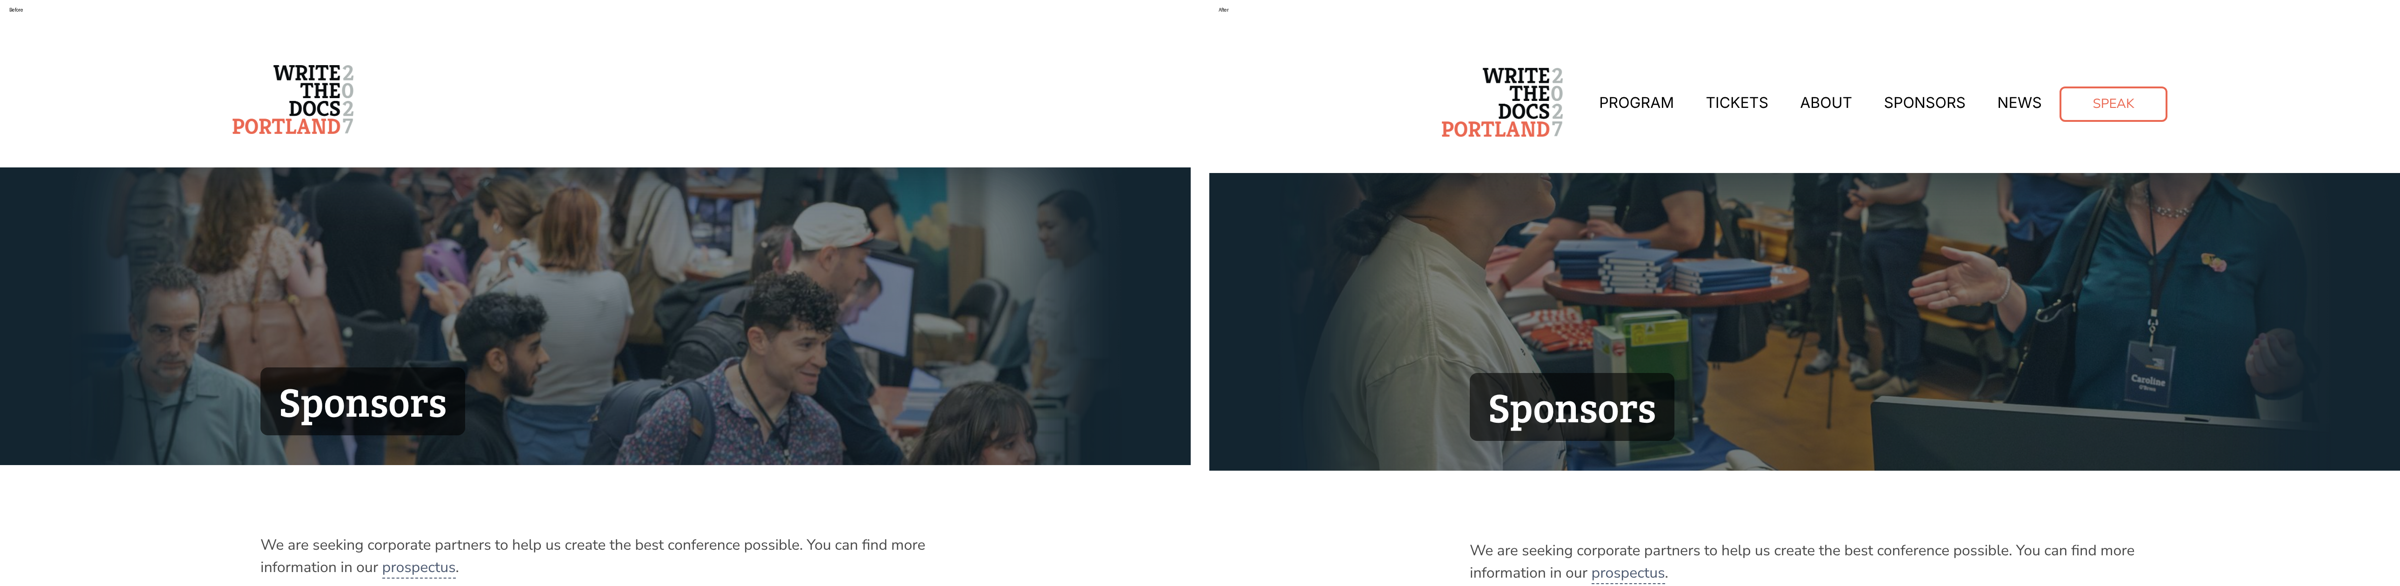 Before
WRITE 2
THE 0
DOCS 2
PORTLAND 7
Sponsors
We are seeking corporate partners to help us create the best conference possible. You can find more
information in our prospectus.
After
WRITE 2
THE 0
DOCS 2
PORTLAND 7
PROGRAM TICKETS ABOUT SPONSORS NEWS SPEAK
Caroline
O'Brien
Sponsors
We are seeking corporate partners to help us create the best conference possible. You can find more
information in our prospectus.